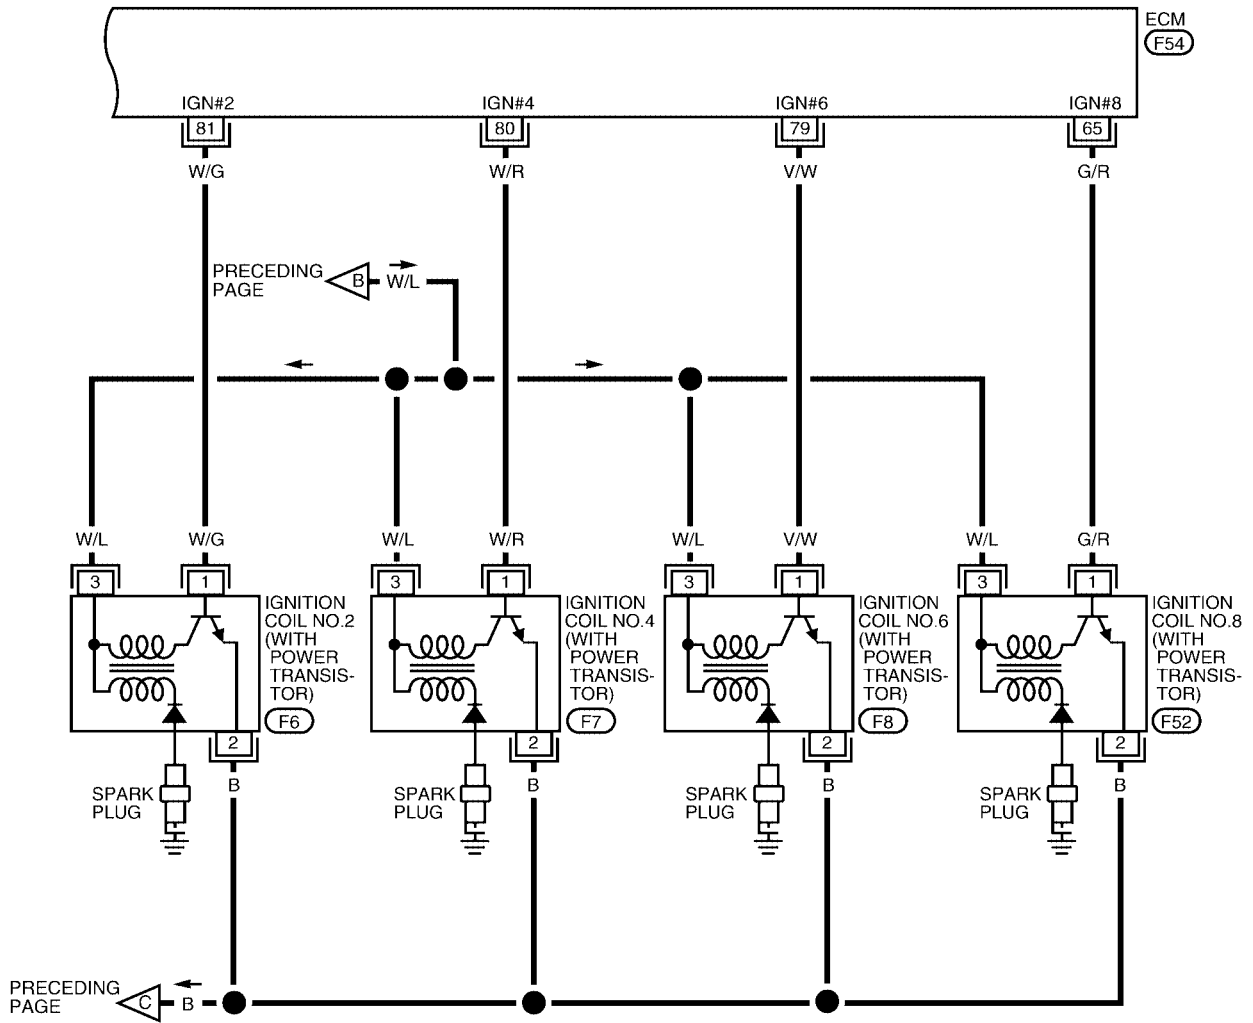 ECM
F54
IGN#2
IGN#4
IGN#6
IGN#8
81
80
79
65
W/G
W/R
V/W
G/R
PRECEDING
PAGE
B
W/L
W/L
W/G
W/L
W/R
W/L
V/W
W/L
G/R
3
1
3
1
3
1
3
1
IGNITION
COIL NO.2
(WITH
POWER
TRANSIS-
TOR)
F6
IGNITION
COIL NO.4
(WITH
POWER
TRANSIS-
TOR)
F7
IGNITION
COIL NO.6
(WITH
POWER
TRANSIS-
TOR)
F8
IGNITION
COIL NO.8
(WITH
POWER
TRANSIS-
TOR)
F52
2
2
2
2
B
B
B
B
SPARK
PLUG
SPARK
PLUG
SPARK
PLUG
SPARK
PLUG
PRECEDING
PAGE
C
B